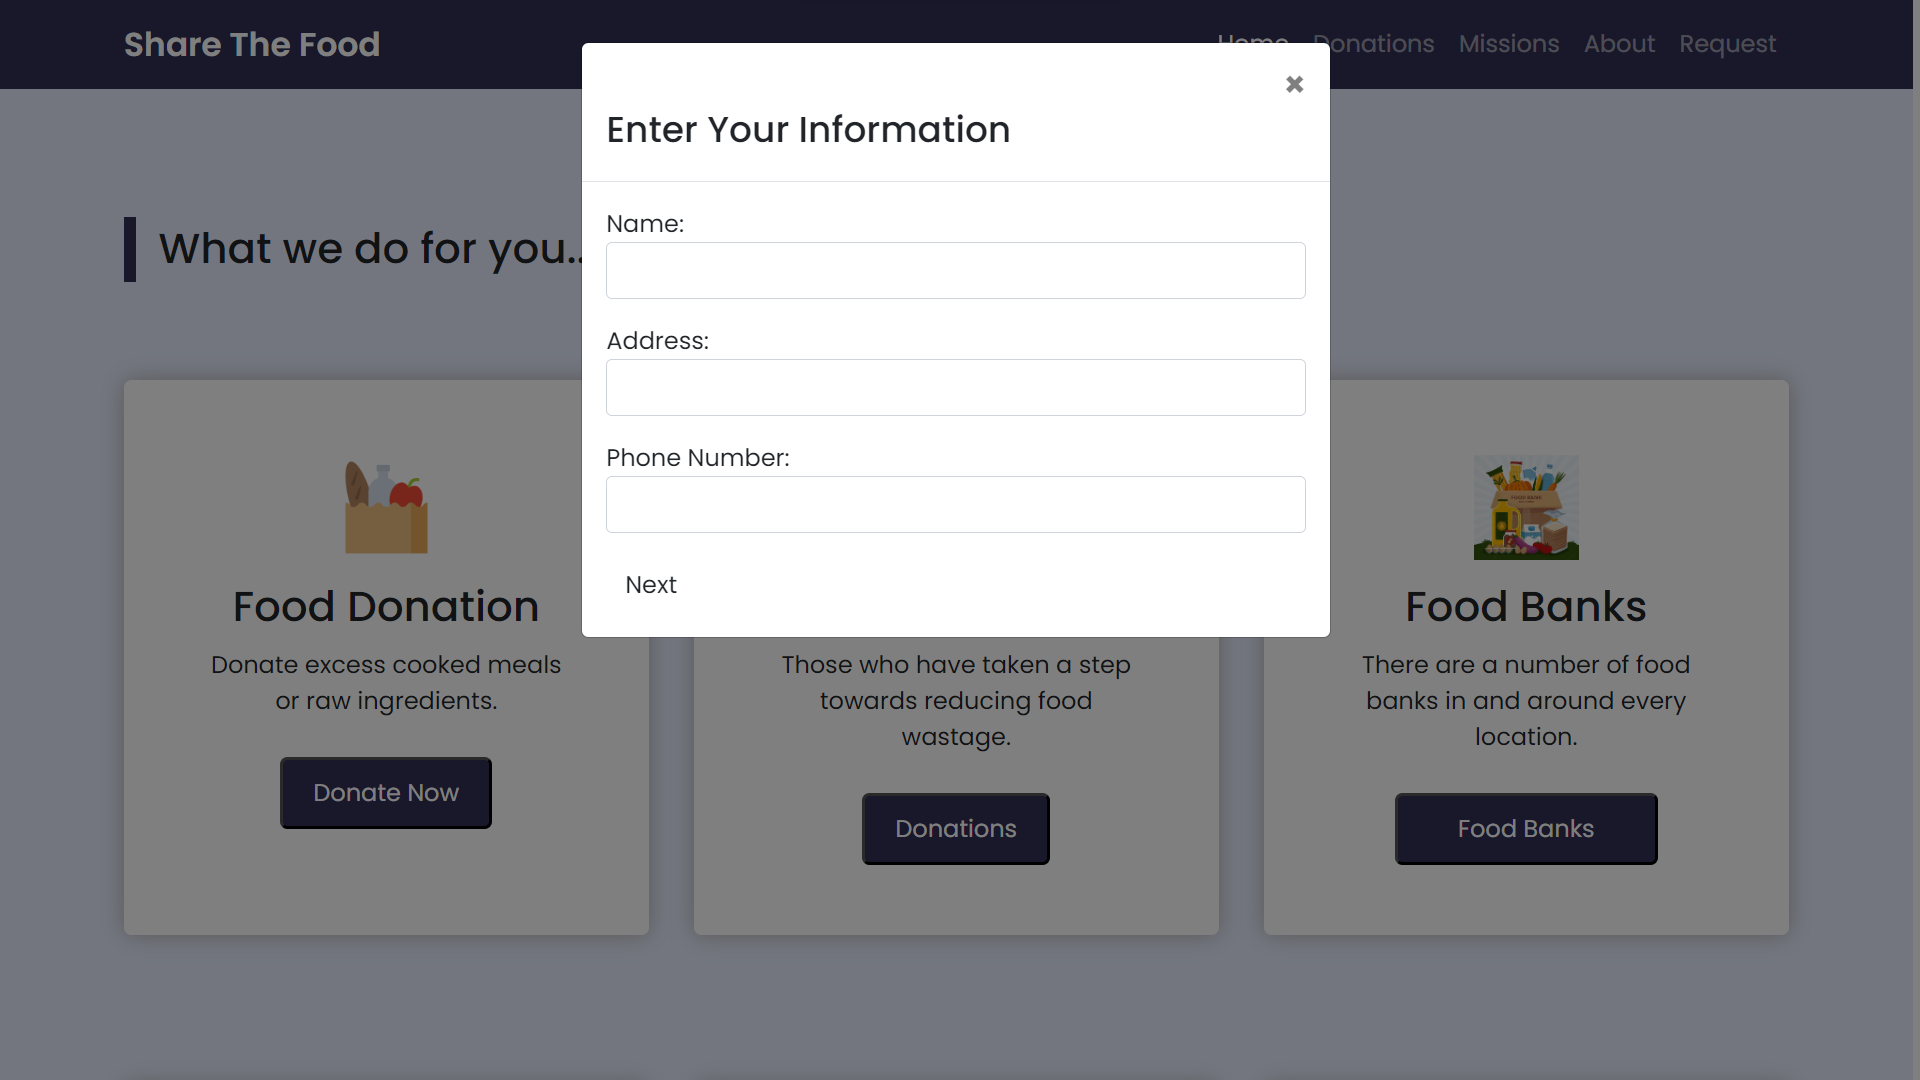 Share The Food
Home Donations Missions About Request
✖
Enter Your Information
Name:
Address:
Phone Number:
Next
What we do for you..
Food Donation
Donate excess cooked meals
or raw ingredients.
Donate Now
Those who have taken a step
towards reducing food
wastage.
Donations
Food Banks
There are a number of food
banks in and around every
location.
Food Banks